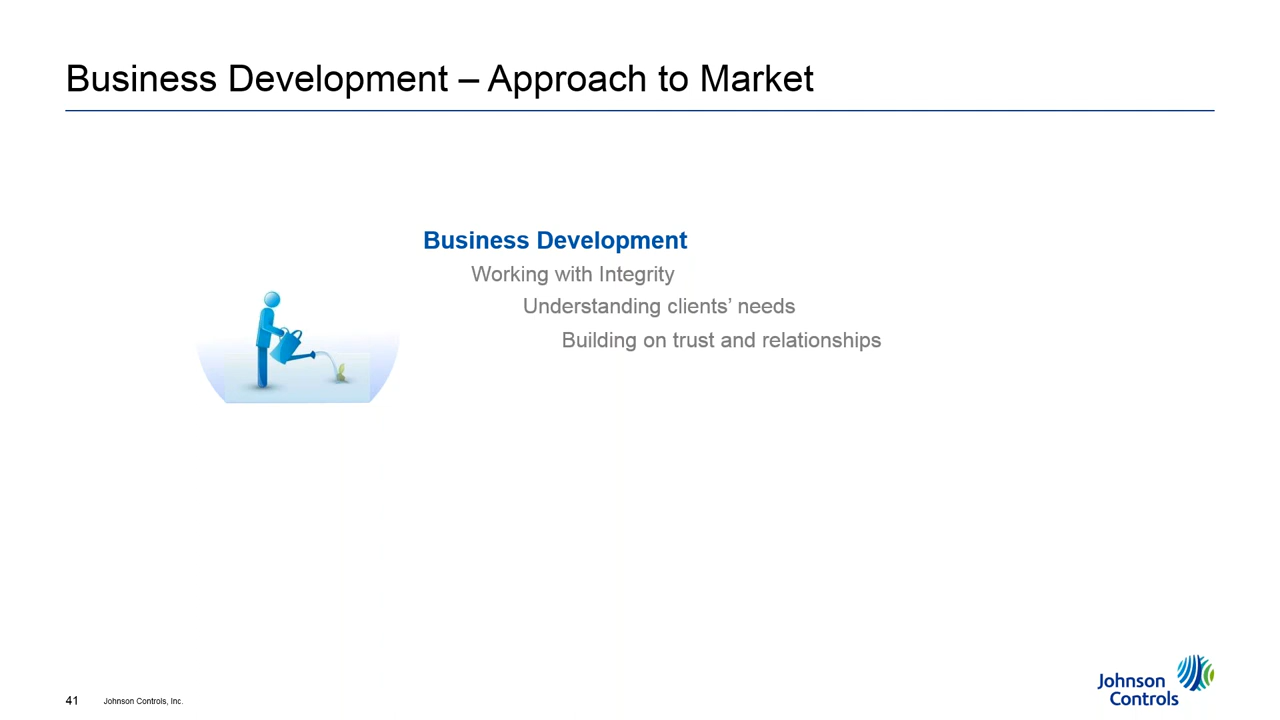 Business Development – Approach to Market
Business Development
Working with Integrity
Understanding clients’ needs
Building on trust and relationships
41 Johnson Controls, Inc.
Johnson
Controls